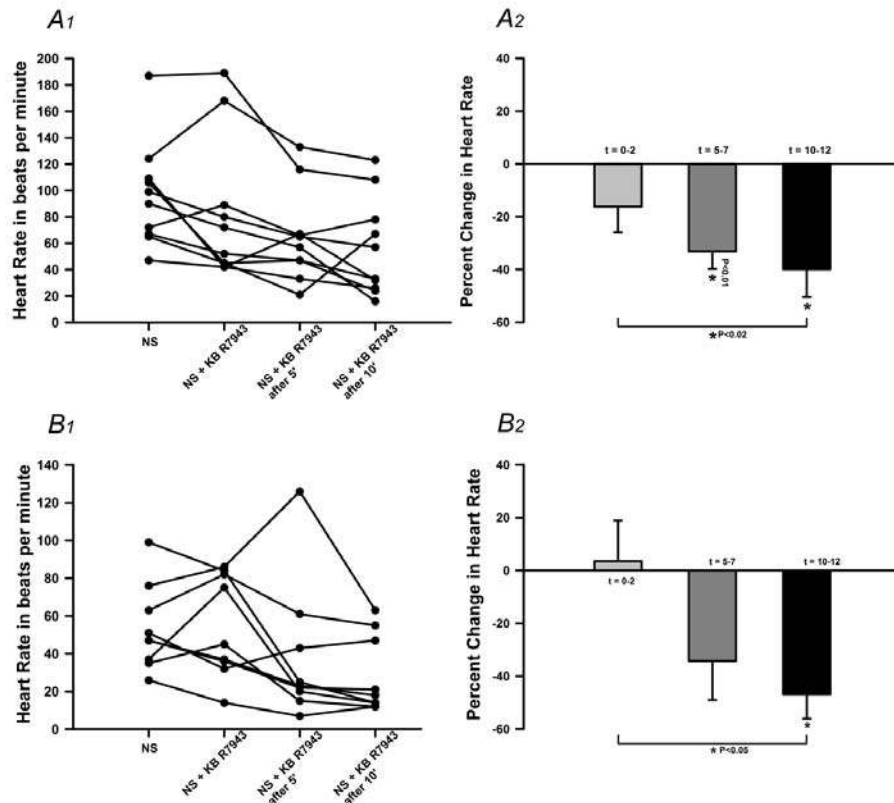 A1
Heart Rate in beats per minute
200
180
160
140
120
100
80
60
40
20
0
NS
NS + KB R7943
NS + KB R7943
after 5'
NS + KB R7943
after 10'
A2
Percent Change in Heart Rate
40
20
0
-20
-40
-60
t = 0-2
t = 5-7
t = 10-12
*
P<0.01
*
* P<0.02
B1
Heart Rate in beats per minute
140
120
100
80
60
40
20
0
NS
NS + KB R7943
NS + KB R7943
after 5'
NS + KB R7943
after 10'
B2
Percent Change in Heart Rate
40
20
0
-20
-40
-60
t = 0-2
t = 5-7
t = 10-12
*
* P<0.05